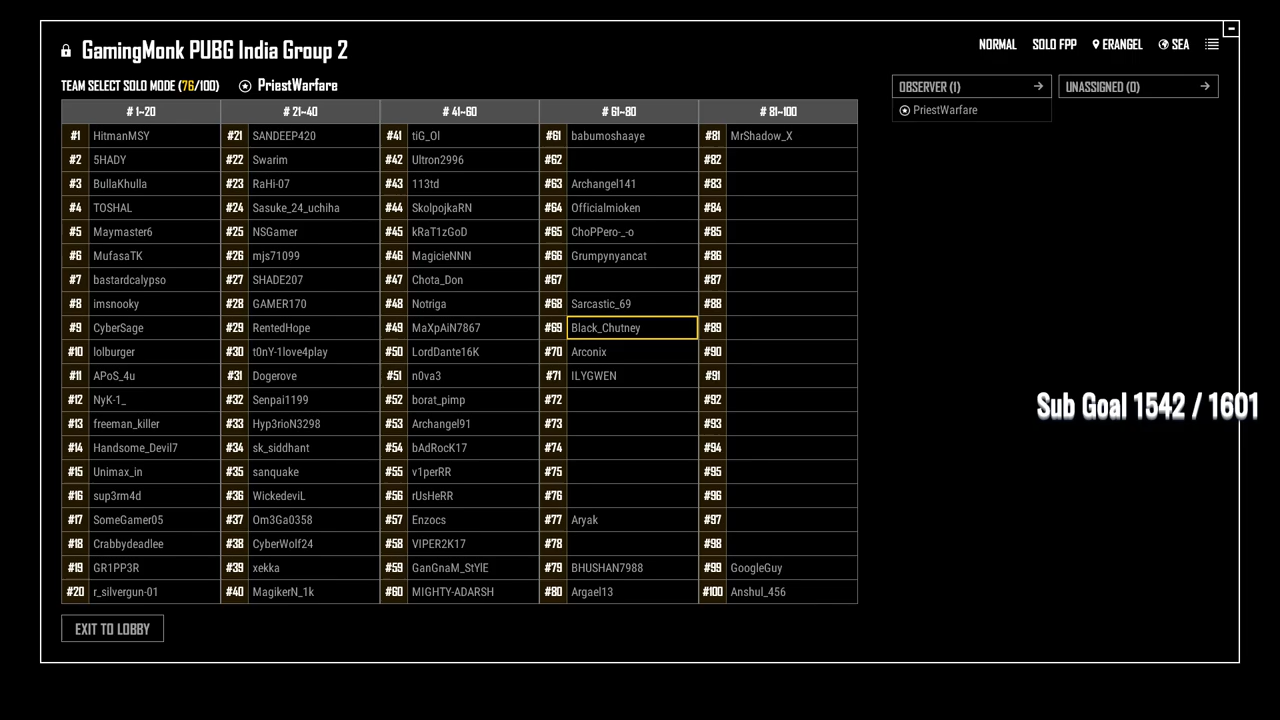 GamingMonk PUBG India Group 2
NORMAL SOLO FPP ERANGEL SEA
TEAM SELECT SOLO MODE (76/100) PriestWarfare
OBSERVER (1) UNASSIGNED (0)
PriestWarfare
# 1~20 # 21~40 # 41~60 # 61~80 # 81~100
#1 HitmanMSY #21 SANDEEP420 #41 tiG_Ol #61 babumoshaaye #81 MrShadow_X
#2 5HADY #22 Swarim #42 Ultron2996 #62 #82
#3 BullaKhulla #23 RaHi-07 #43 113td #63 Archangel141 #83
#4 TOSHAL #24 Sasuke_24_uchiha #44 SkolpojkaRN #64 Officialmioken #84
#5 Maymaster6 #25 NSGamer #45 kRaT1zGoD #65 ChoPPero-_-o #85
#6 MufasaTK #26 mjs71099 #46 MagicieNNN #66 Grumpynyancat #86
#7 bastardcalypso #27 SHADE207 #47 Chota_Don #67 #87
#8 imsnooky #28 GAMER170 #48 Notriga #68 Sarcastic_69 #88
#9 CyberSage #29 RentedHope #49 MaXpAiN7867 #69 Black_Chutney #89
#10 lolburger #30 t0nY-1love4play #50 LordDante16K #70 Arconix #90
#11 APoS_4u #31 Dogerove #51 n0va3 #71 ILYGWEN #91
#12 NyK-1_ #32 Senpai1199 #52 borat_pimp #72 #92
#13 freeman_killer #33 Hyp3rioN3298 #53 Archangel91 #73 #93
#14 Handsome_Devil7 #34 sk_siddhant #54 bAdRocK17 #74 #94
#15 Unimax_in #35 sanquake #55 v1perRR #75 #95
#16 sup3rm4d #36 WickedeviL #56 rUsHeRR #76 #96
#17 SomeGamer05 #37 Om3Ga0358 #57 Enzocs #77 Aryak #97
#18 Crabbydeadlee #38 CyberWolf24 #58 VIPER2K17 #78 #98
#19 GR1PP3R #39 xekka #59 GanGnaM_StYlE #79 BHUSHAN7988 #99 GoogleGuy
#20 r_silvergun-01 #40 MagikerN_1k #60 MIGHTY-ADARSH #80 Argael13 #100 Anshul_456
Sub Goal 1542 / 1601
EXIT TO LOBBY